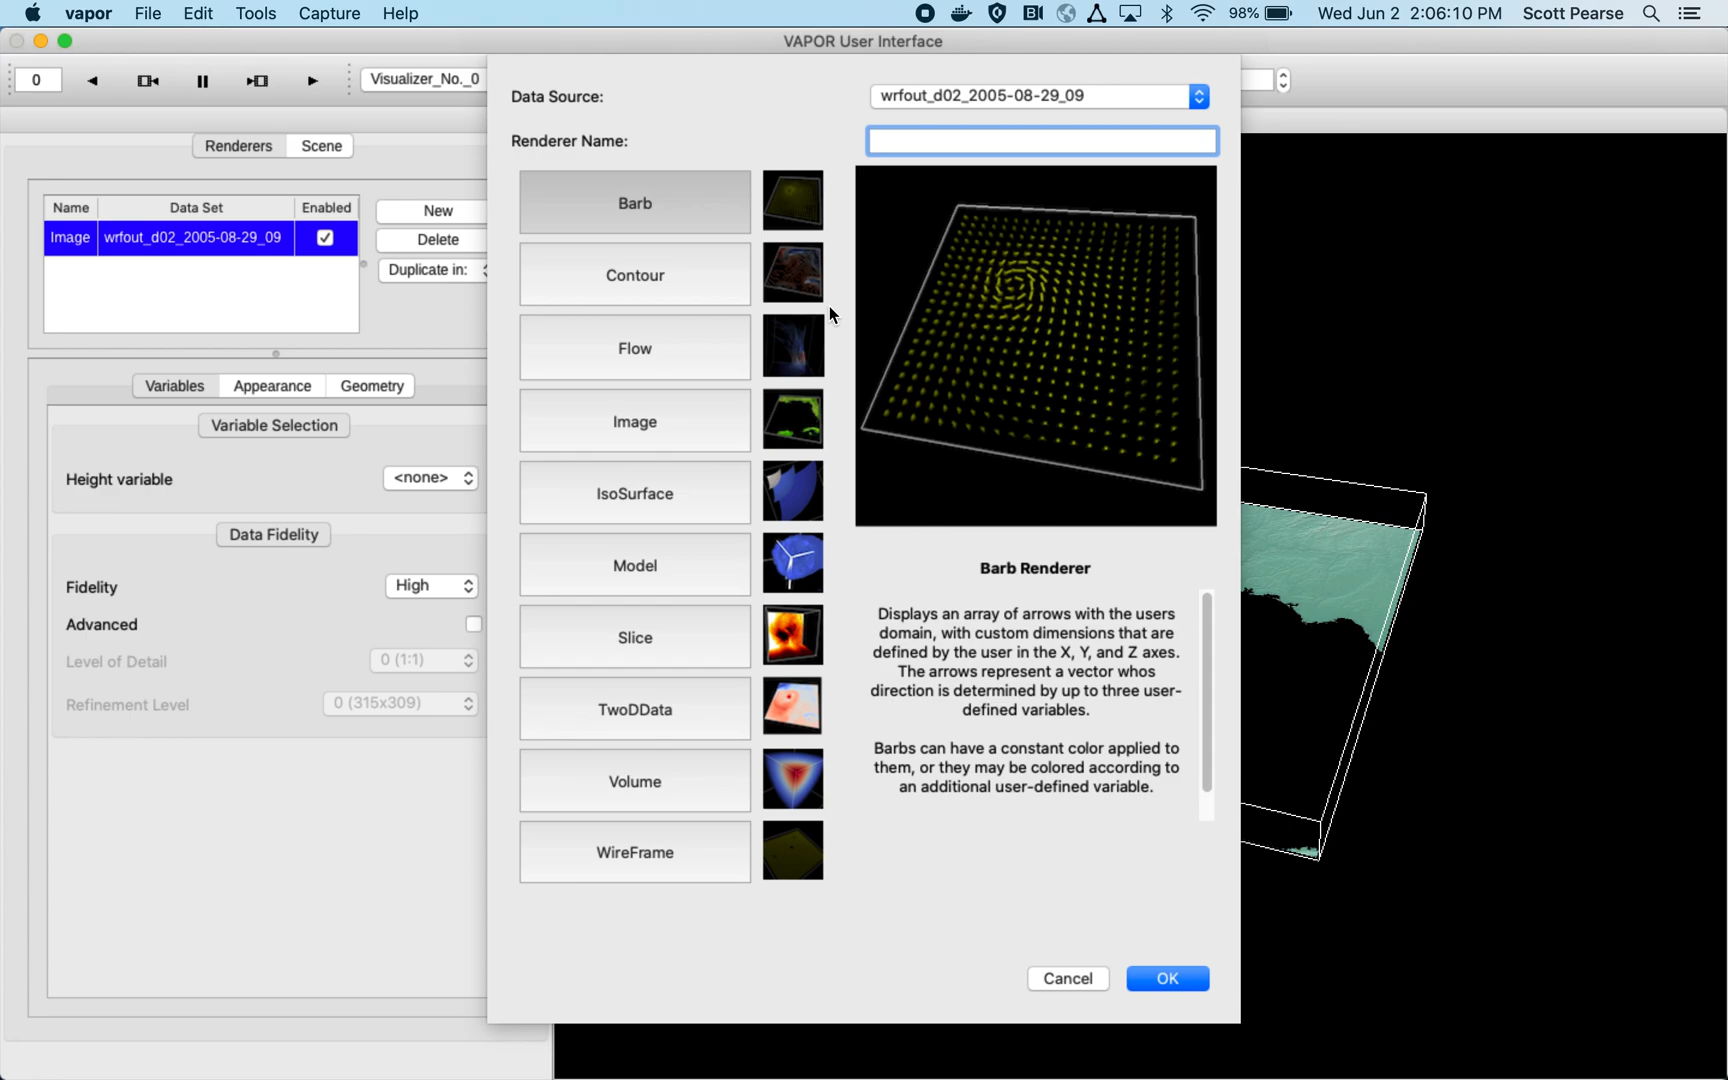 vapor File Edit Tools Capture Help 98% Wed Jun 2 2:06:10 PM Scott Pearse
VAPOR User Interface
0 Visualizer_No._0
Data Source: wrfout_d02_2005-08-29_09
Renderer Name:
Renderers Scene
Name Data Set Enabled
Image wrfout_d02_2005-08-29_09
New
Delete
Duplicate in:
Variables Appearance Geometry
Variable Selection
Height variable <none>
Data Fidelity
Fidelity High
Advanced
Level of Detail 0 (1:1)
Refinement Level 0 (315x309)
Barb
Contour
Flow
Image
IsoSurface
Model
Slice
TwoDData
Volume
WireFrame
Barb Renderer
Displays an array of arrows with the users
domain, with custom dimensions that are
defined by the user in the X, Y, and Z axes.
The arrows represent a vector whos
direction is determined by up to three user-
defined variables.
Barbs can have a constant color applied to
them, or they may be colored according to
an additional user-defined variable.
Cancel OK